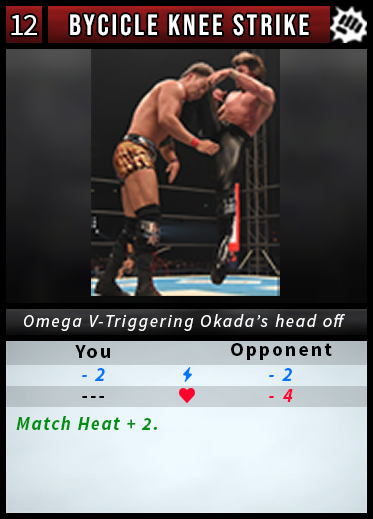 12 BYCICLE KNEE STRIKE
Omega V-Triggering Okada's head off
You Opponent
- 2 - 2
--- - 4
Match Heat + 2.